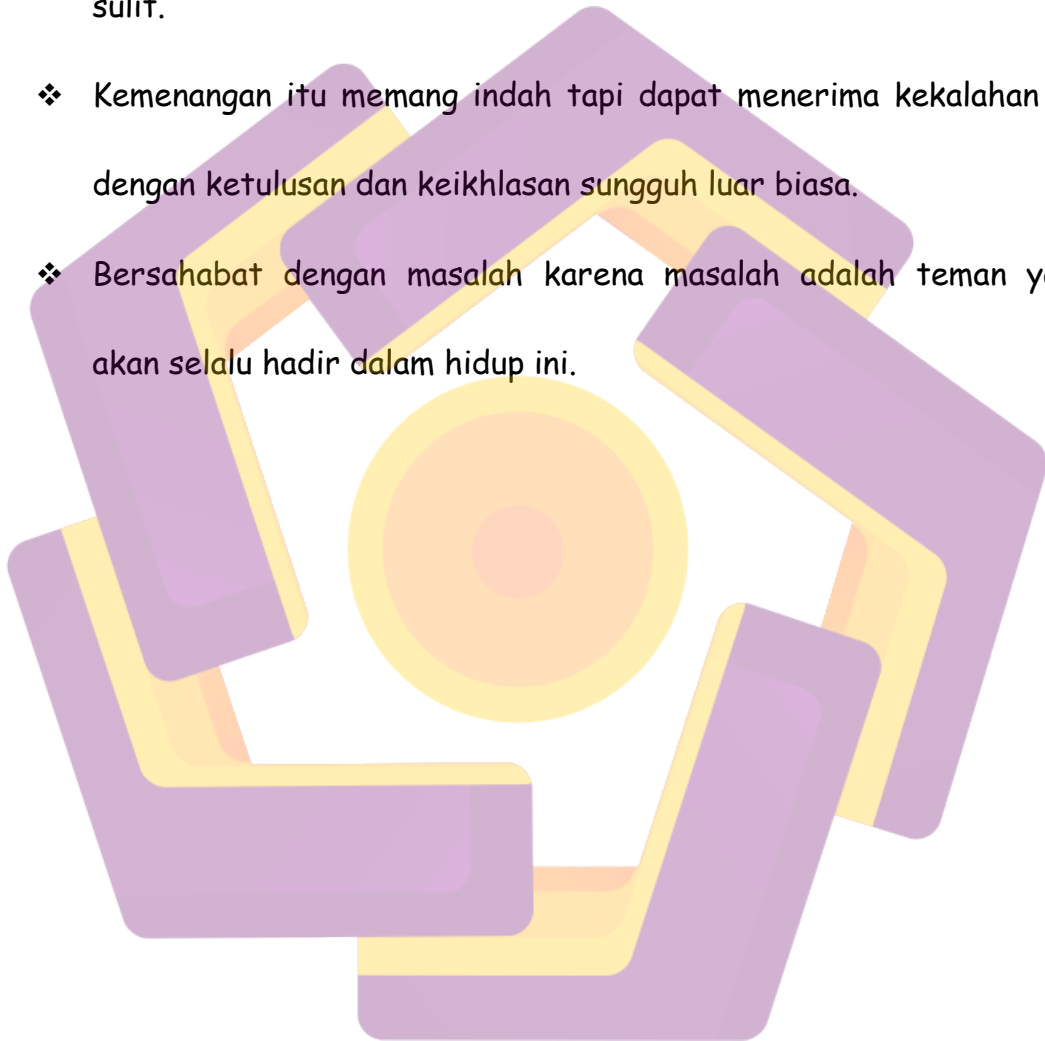 sulit.
❖ Kemenangan itu memang indah tapi dapat menerima kekalahan
dengan ketulusan dan keikhlasan sungguh luar biasa.
❖ Bersahabat dengan masalah karena masalah adalah teman
akan selalu hadir dalam hidup ini.